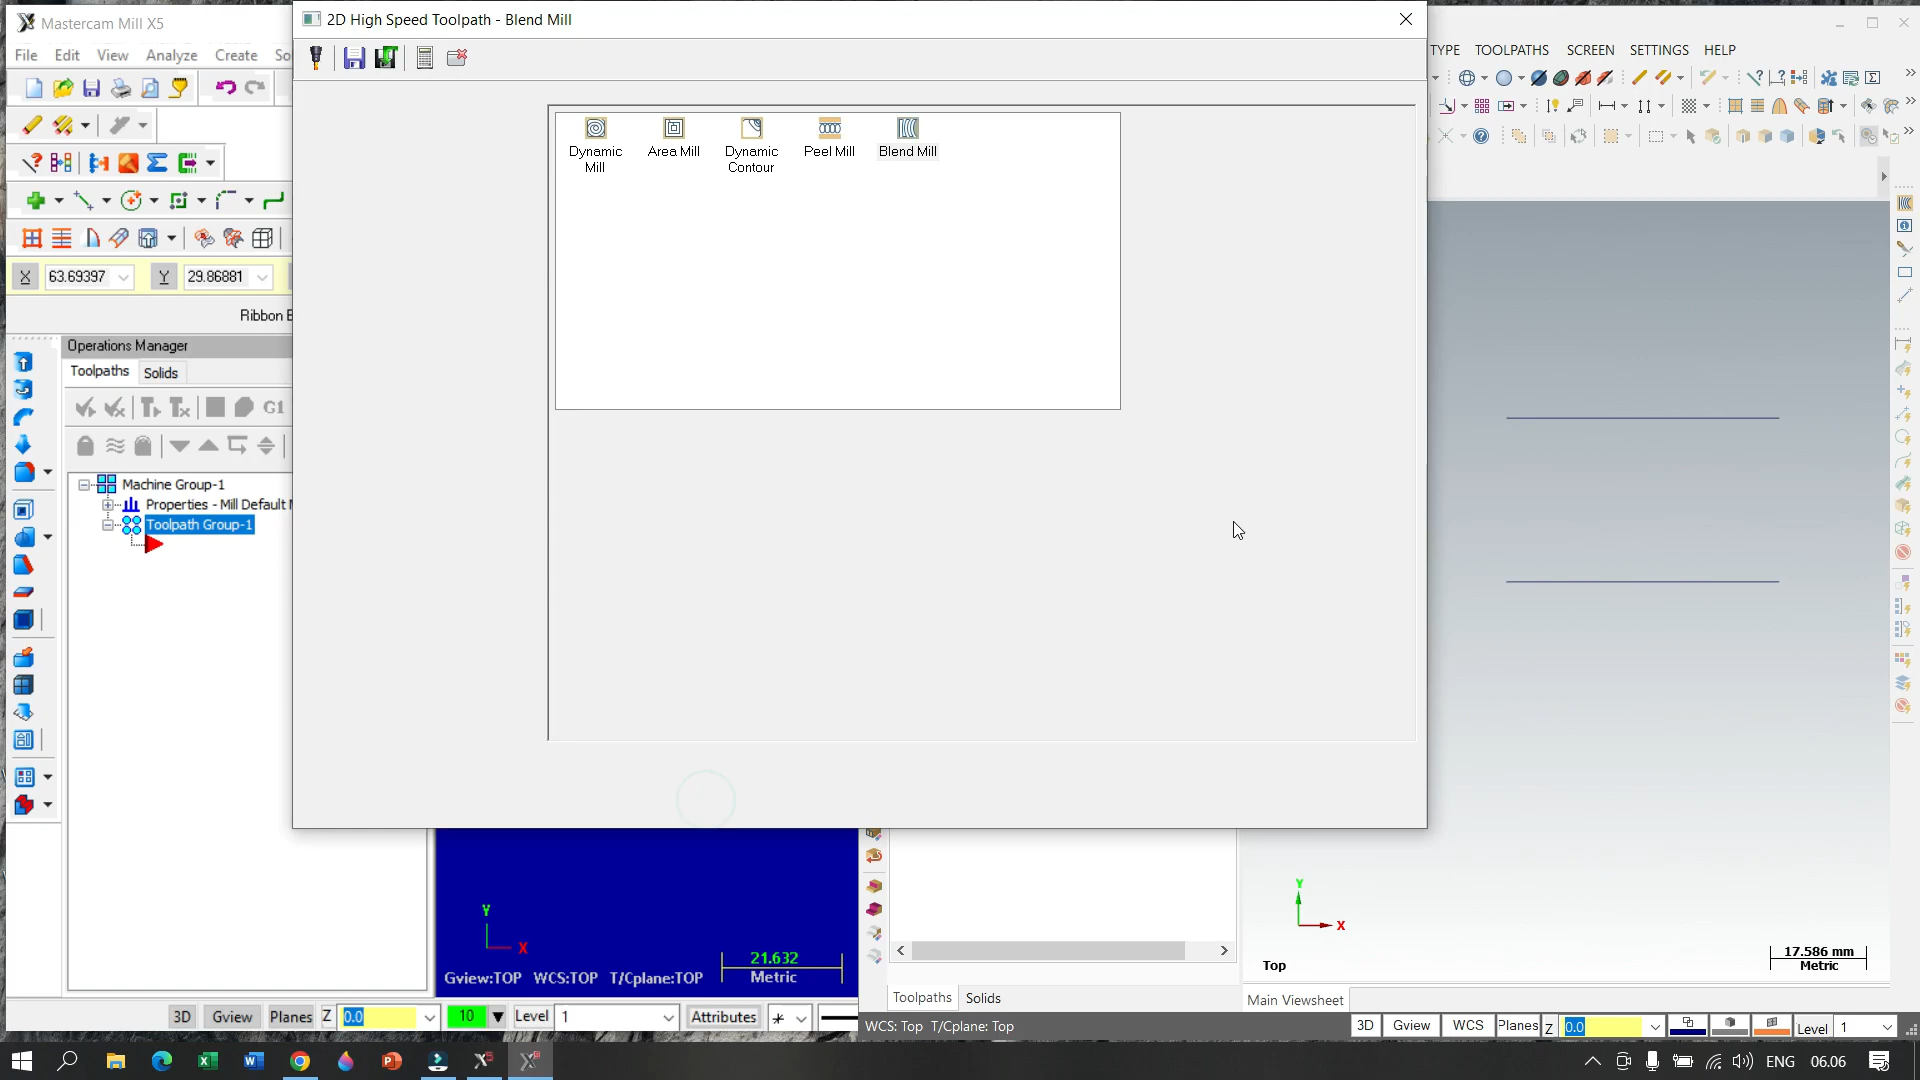 Mastercam Mill X5
File Edit View Analyze Create So
X 63.69397 Y 29.86881
Ribbon B
Operations Manager
Toolpaths Solids
G1
Machine Group-1
Properties - Mill Default M
Toolpath Group-1
2D High Speed Toolpath - Blend Mill
Dynamic Mill
Area Mill
Dynamic Contour
Peel Mill
Blend Mill
TYPE TOOLPATHS SCREEN SETTINGS HELP
Y
X
21.632
Metric
Gview:TOP WCS:TOP T/Cplane:TOP
3D Gview Planes Z 0.0 10 Level 1 Attributes
Toolpaths Solids
WCS: Top T/Cplane: Top
Y
X
Top
17.586 mm
Metric
Main Viewsheet
3D Gview WCS Planes Z 0.0 Level 1
ENG 06.06